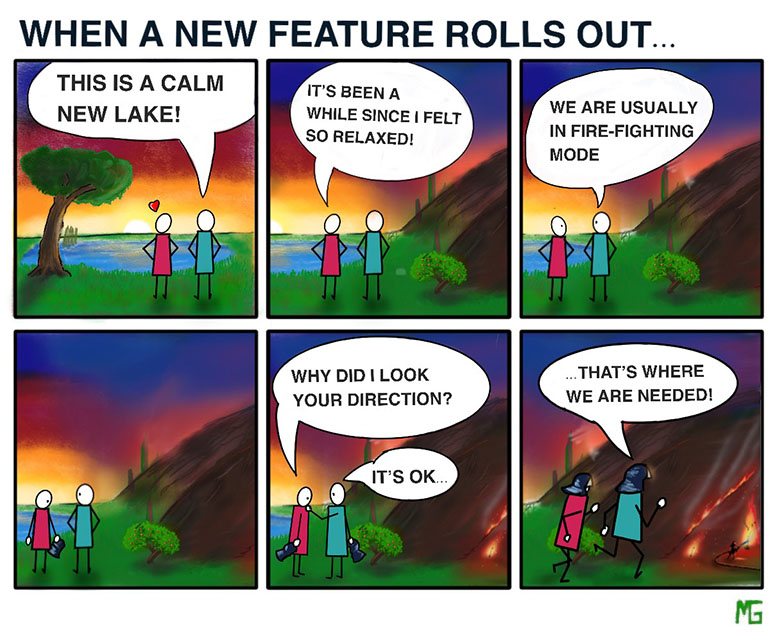 WHEN A NEW FEATURE ROLLS OUT...
THIS IS A CALM
NEW LAKE!
IT'S BEEN A
WHILE SINCE I FELT
SO RELAXED!
WE ARE USUALLY
IN FIRE-FIGHTING
MODE
WHY DID I LOOK
YOUR DIRECTION?
IT'S OK...
...THAT'S WHERE
WE ARE NEEDED!
MG